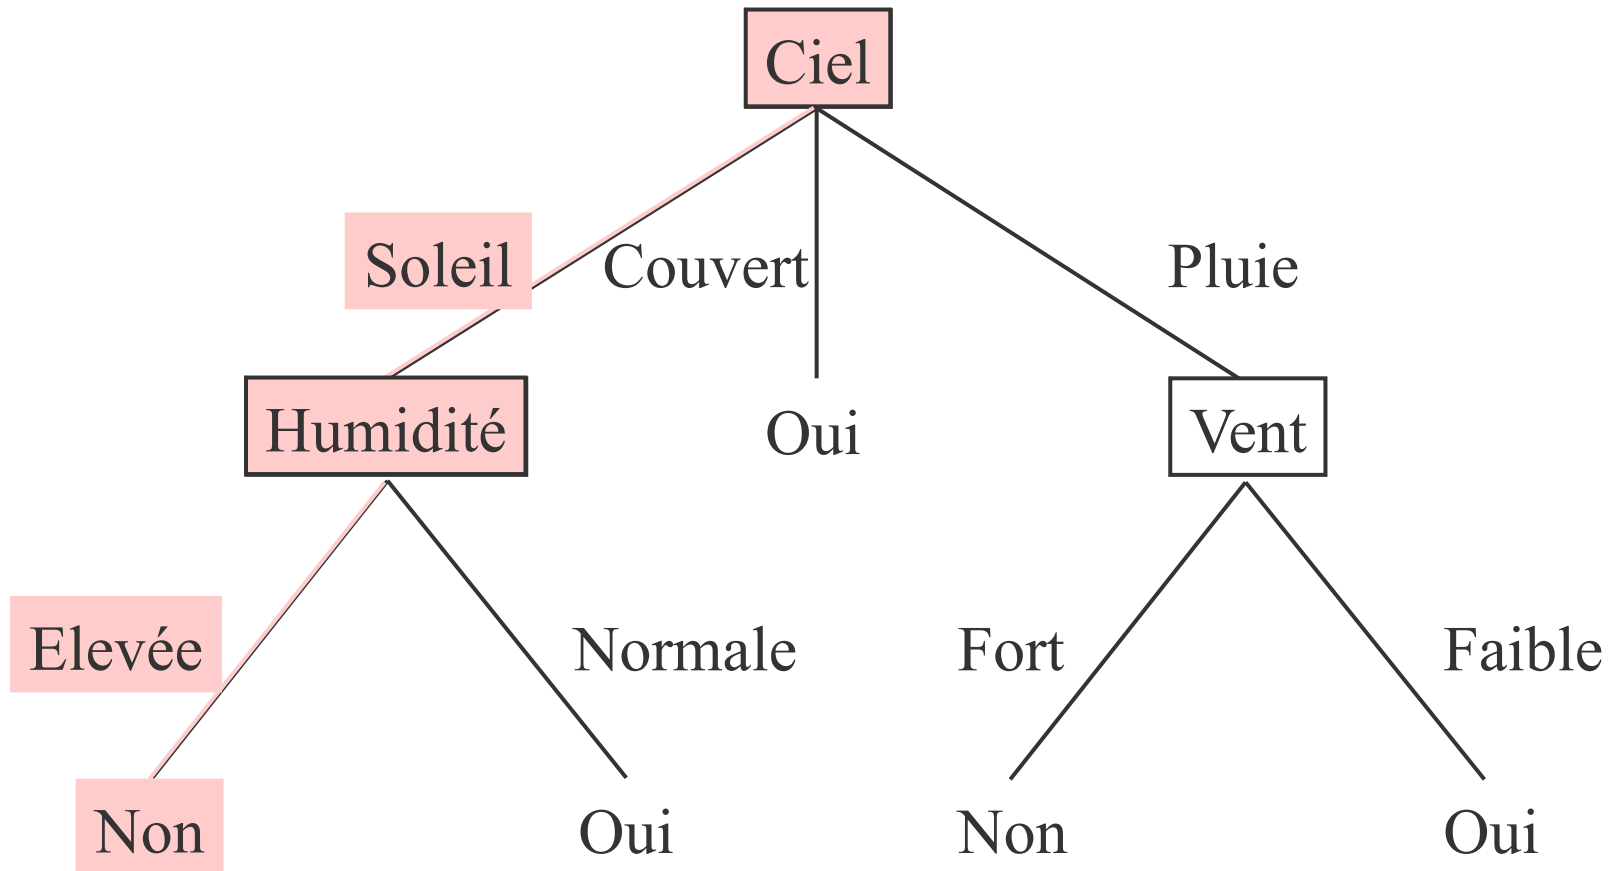 Ciel
Soleil Couvert Pluie
Humidité Oui Vent
Elevée Normale Fort Faible
Non Oui Non Oui